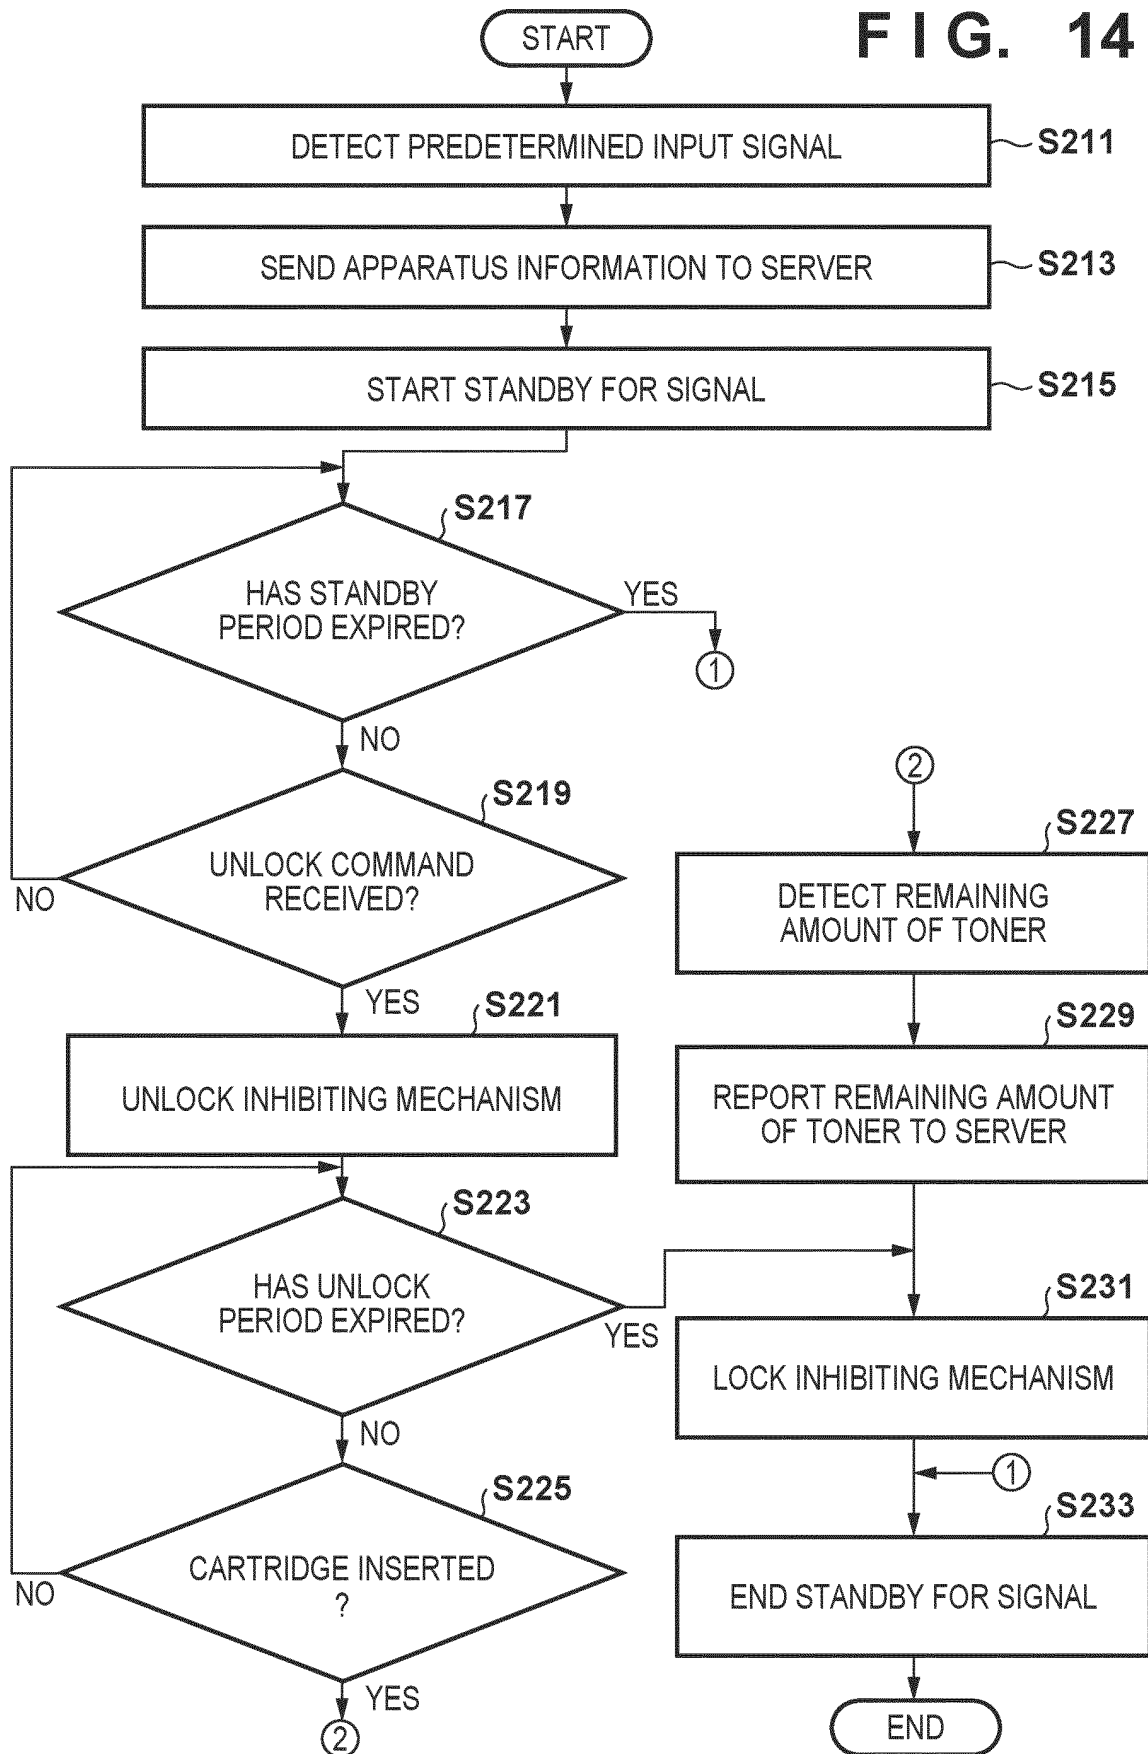 FIG. 14
START
DETECT PREDETERMINED INPUT SIGNAL
S211
SEND APPARATUS INFORMATION TO SERVER
S213
START STANDBY FOR SIGNAL
S215
S217
HAS STANDBY
PERIOD EXPIRED?
YES
1
NO
S219
UNLOCK COMMAND
RECEIVED?
NO
YES
S221
UNLOCK INHIBITING MECHANISM
S223
HAS UNLOCK
PERIOD EXPIRED?
YES
NO
S225
CARTRIDGE INSERTED
?
NO
YES
2
2
S227
DETECT REMAINING
AMOUNT OF TONER
S229
REPORT REMAINING AMOUNT
OF TONER TO SERVER
S231
LOCK INHIBITING MECHANISM
1
S233
END STANDBY FOR SIGNAL
END